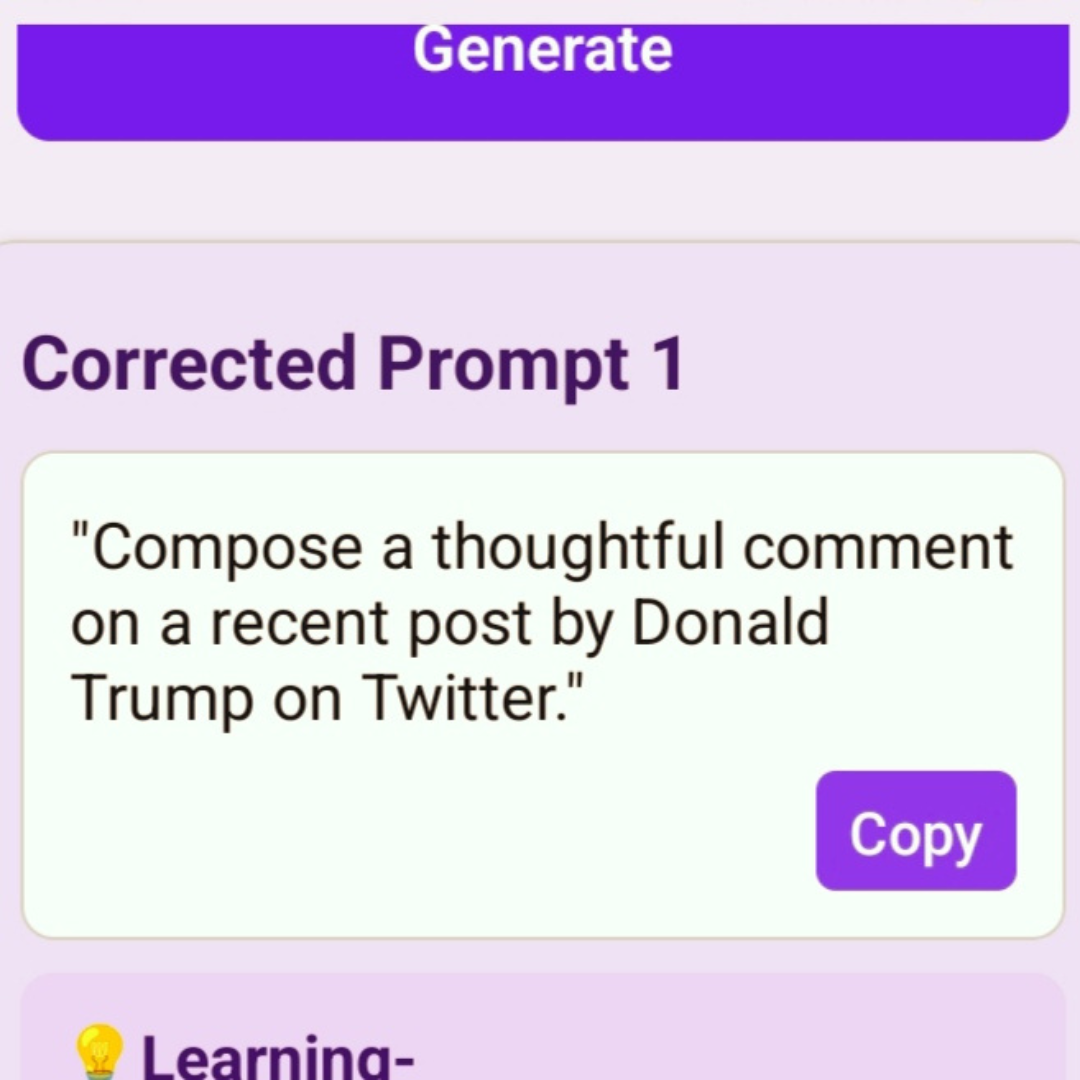 Generate
Corrected Prompt 1
"Compose a thoughtful comment
on a recent post by Donald
Trump on Twitter."
Copy
💡 Learning-